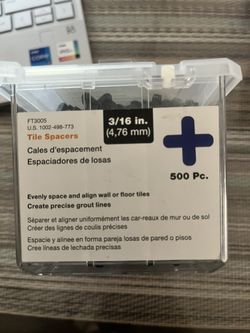 FT3005
U.S. 1002-498-773
Tile Spacers
3/16 in.
(4,76 mm)
Cales d'espacement
Espaciadores de losas
500 Pc.
Evenly space and align wall or floor tiles
Create precise grout lines
Séparer et aligner uniformément les car-reaux de mur ou de sol
Créer des lignes de coulis précises
Espacie y alinee en forma pareja losas de pared o pisos
Cree líneas de lechada precisas